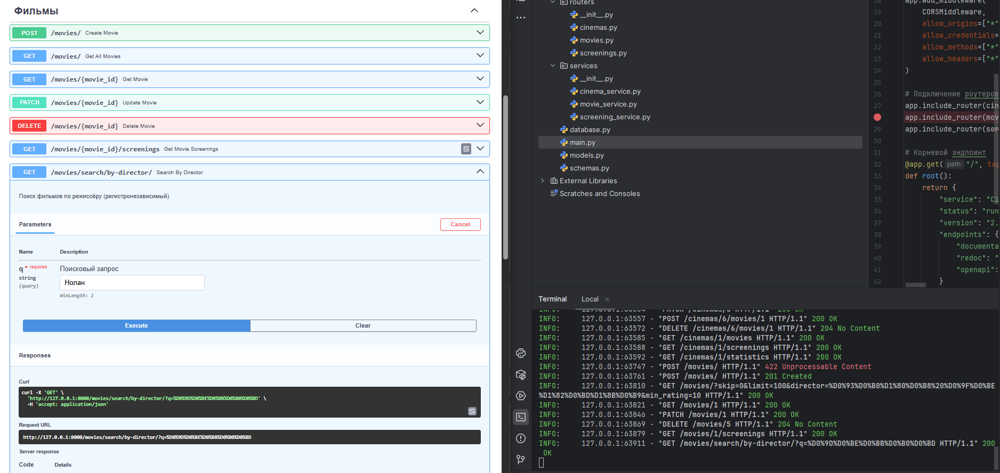 Фильмы
POST /movies/ Create Movie
GET /movies/ Get All Movies
GET /movies/{movie_id} Get Movie
PATCH /movies/{movie_id} Update Movie
DELETE /movies/{movie_id} Delete Movie
GET /movies/{movie_id}/screenings Get Movie Screenings
GET /movies/search/by-director/ Search By Director
Поиск фильмов по режиссёру (регистронезависимый)
Parameters
Cancel
Name Description
q * required
string
(query)
Поисковый запрос
Нолан
minLength: 1
Execute
Clear
Responses
Curl
curl -X 'GET' \
'http://127.0.0.1:8000/movies/search/by-director/?q=%D0%9D%D0%BE%D0%BB%D0%B0%D0%BD' \
-H 'accept: application/json'
Request URL
http://127.0.0.1:8000/movies/search/by-director/?q=%D0%9D%D0%BE%D0%BB%D0%B0%D0%BD
Server response
Code Details
routers
__init__.py
cinemas.py
movies.py
screenings.py
services
__init__.py
cinema_service.py
movie_service.py
screening_service.py
database.py
main.py
models.py
schemas.py
External Libraries
Scratches and Consoles
18 app.add_middleware(
19 CORSMiddleware,
20 allow_origins=["*"
21 allow_credentials=
22 allow_methods=["*"
23 allow_headers=["*"
24 )
25
26 # Подключение роутеров
27 app.include_router(cin
app.include_router(mov
29 app.include_router(scr
30
31 # Корневой эндпоинт
32 @app.get( path: "/", tag
33 def root():
34 return {
35 "service": "Ci
36 "status": "run
37 "version": "2.
38 "endpoints": {
39 "documenta
40 "redoc": "
41 "openapi":
42 }
Terminal Local
INFO: 127.0.0.1:63557 - "POST /cinemas/6/movies/1 HTTP/1.1" 200 OK
INFO: 127.0.0.1:63572 - "DELETE /cinemas/6/movies/1 HTTP/1.1" 204 No Content
INFO: 127.0.0.1:63585 - "GET /cinemas/1/movies HTTP/1.1" 200 OK
INFO: 127.0.0.1:63588 - "GET /cinemas/1/screenings HTTP/1.1" 200 OK
INFO: 127.0.0.1:63592 - "GET /cinemas/1/statistics HTTP/1.1" 200 OK
INFO: 127.0.0.1:63747 - "POST /movies/ HTTP/1.1" 422 Unprocessable Content
INFO: 127.0.0.1:63761 - "POST /movies/ HTTP/1.1" 201 Created
INFO: 127.0.0.1:63810 - "GET /movies/?skip=0&limit=100&director=%D0%93%D0%B0%D1%80%D0%B8%20%D0%9F%D0%BE
%D1%82%D0%BD%D1%8B%D0%B9&min_rating=10 HTTP/1.1" 200 OK
INFO: 127.0.0.1:63821 - "GET /movies/1 HTTP/1.1" 200 OK
INFO: 127.0.0.1:63846 - "PATCH /movies/1 HTTP/1.1" 200 OK
INFO: 127.0.0.1:63869 - "DELETE /movies/5 HTTP/1.1" 204 No Content
INFO: 127.0.0.1:63879 - "GET /movies/1/screenings HTTP/1.1" 200 OK
INFO: 127.0.0.1:63911 - "GET /movies/search/by-director/?q=%D0%9D%D0%BE%D0%BB%D0%B0%D0%BD HTTP/1.1" 200
OK